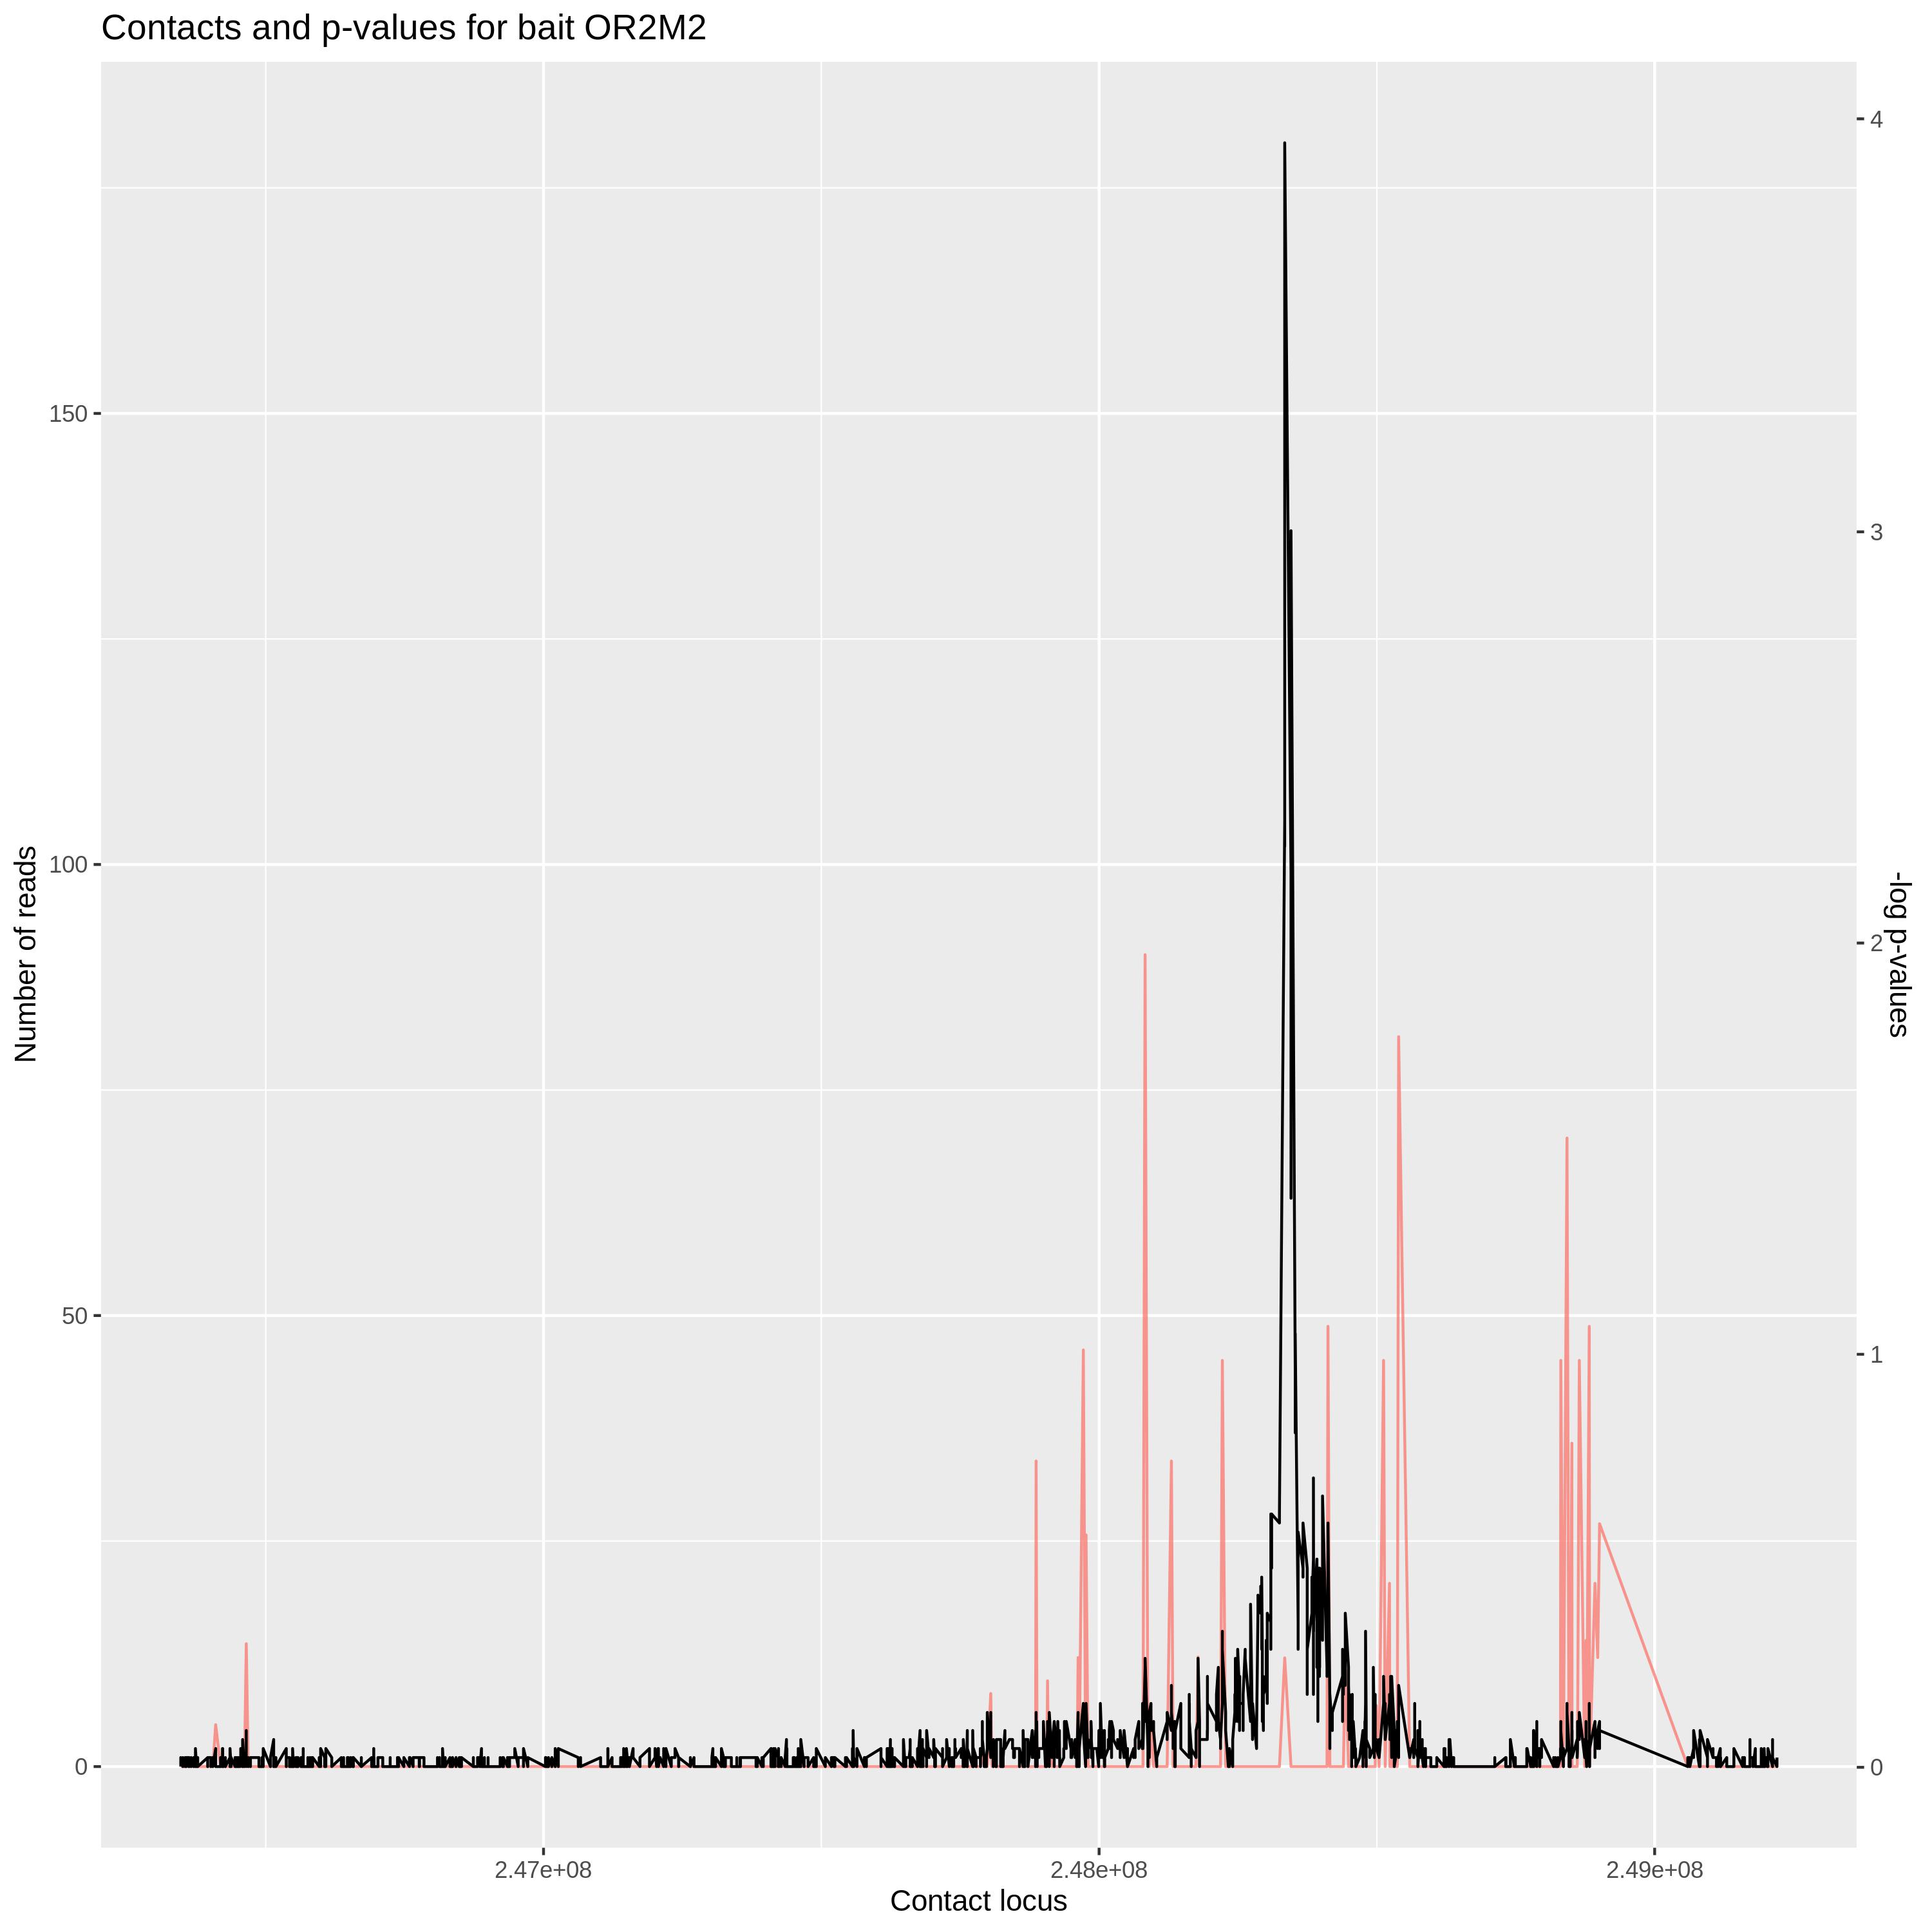 Contacts and p-values for bait OR2M2
Number of reads
150
100
50
0
4
3
2
1
0
-log p-values
2.47e+08
2.48e+08
2.49e+08
Contact locus